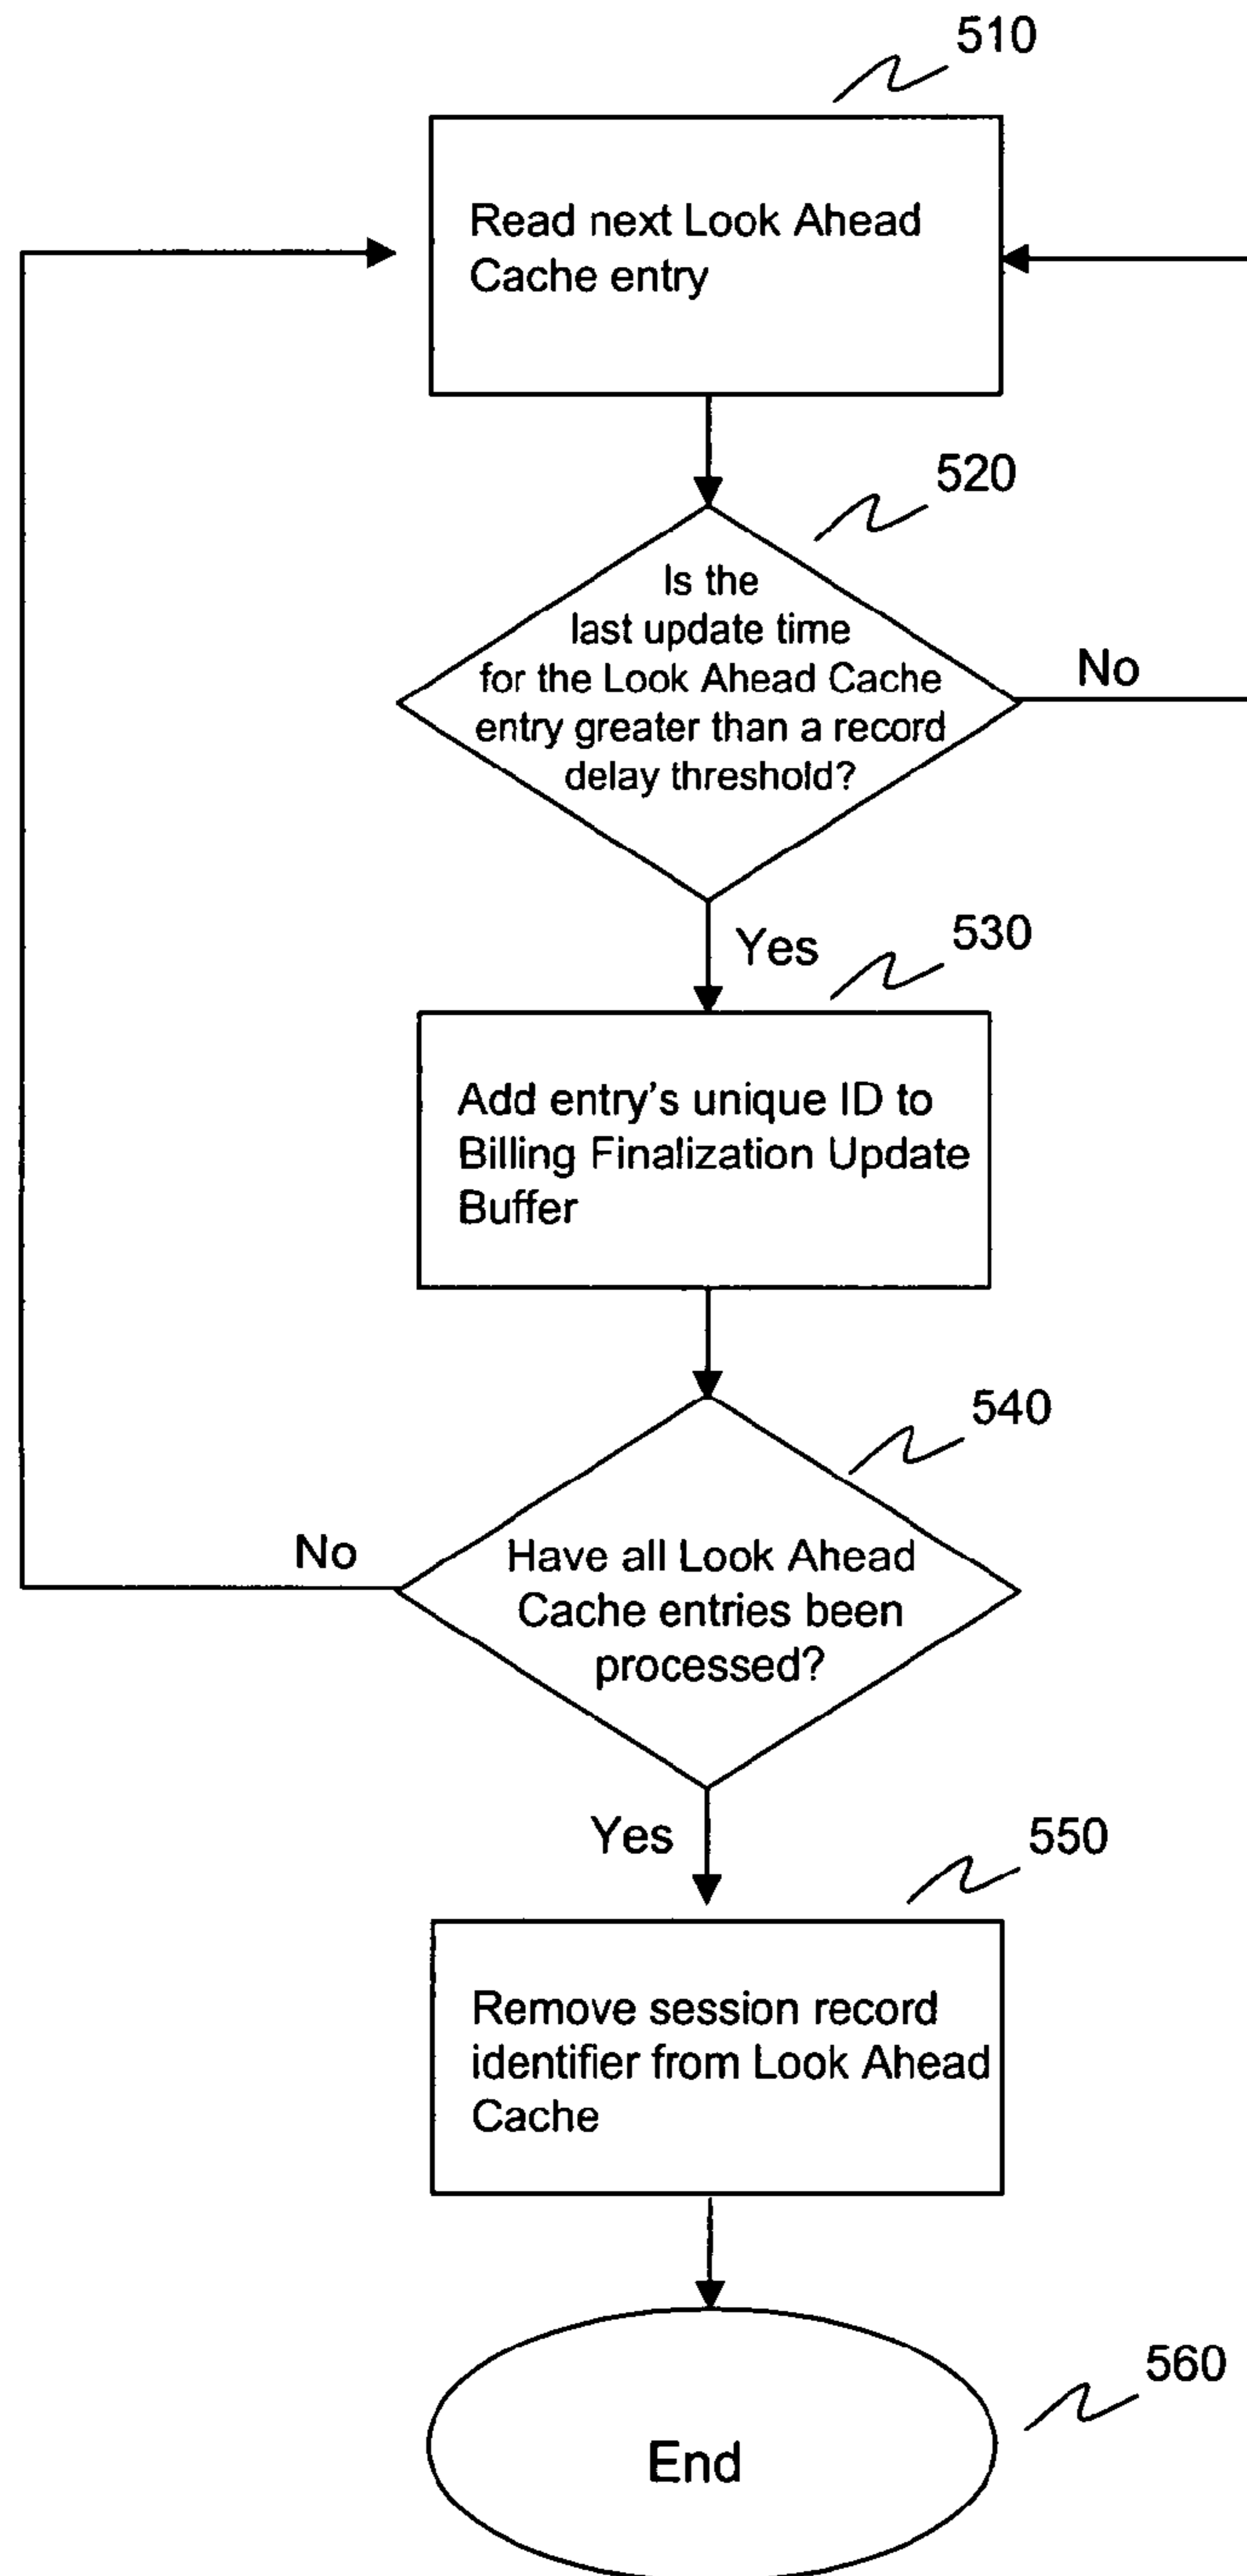 510
Read next Look Ahead
Cache entry
520
Is the
last update time
for the Look Ahead Cache
entry greater than a record
delay threshold?
No
Yes
530
Add entry's unique ID to
Billing Finalization Update
Buffer
540
Have all Look Ahead
Cache entries been
processed?
No
Yes
550
Remove session record
identifier from Look Ahead
Cache
560
End